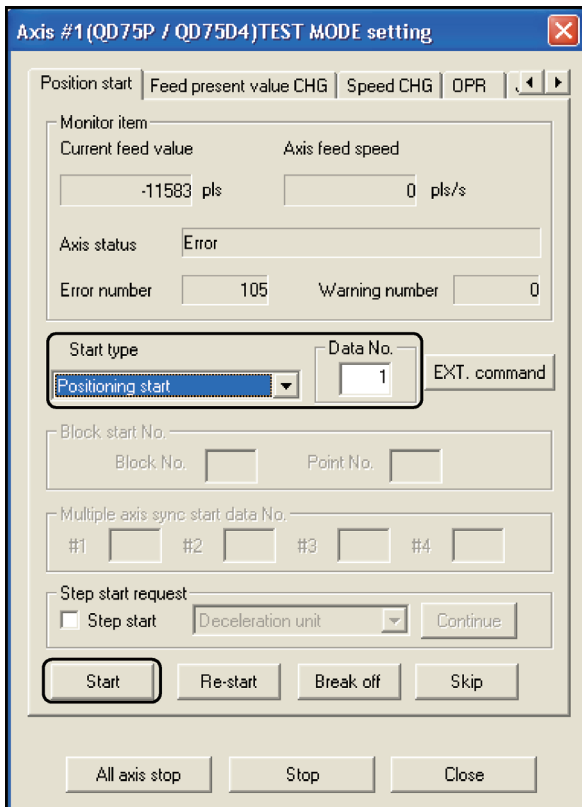 Axis #1(QD75P / QD75D4)TEST MODE setting
Position start Feed present value CHG Speed CHG OPR
Monitor item
Current feed value Axis feed speed
-11583 pls 0 pls/s
Axis status Error
Error number 105 Warning number 0
Start type Data No.
Positioning start 1 EXT. command
Block start No.
Block No. Point No.
Multiple axis sync start data No.
#1 #2 #3 #4
Step start request
Step start Deceleration unit Continue
Start Re-start Break off Skip
All axis stop Stop Close